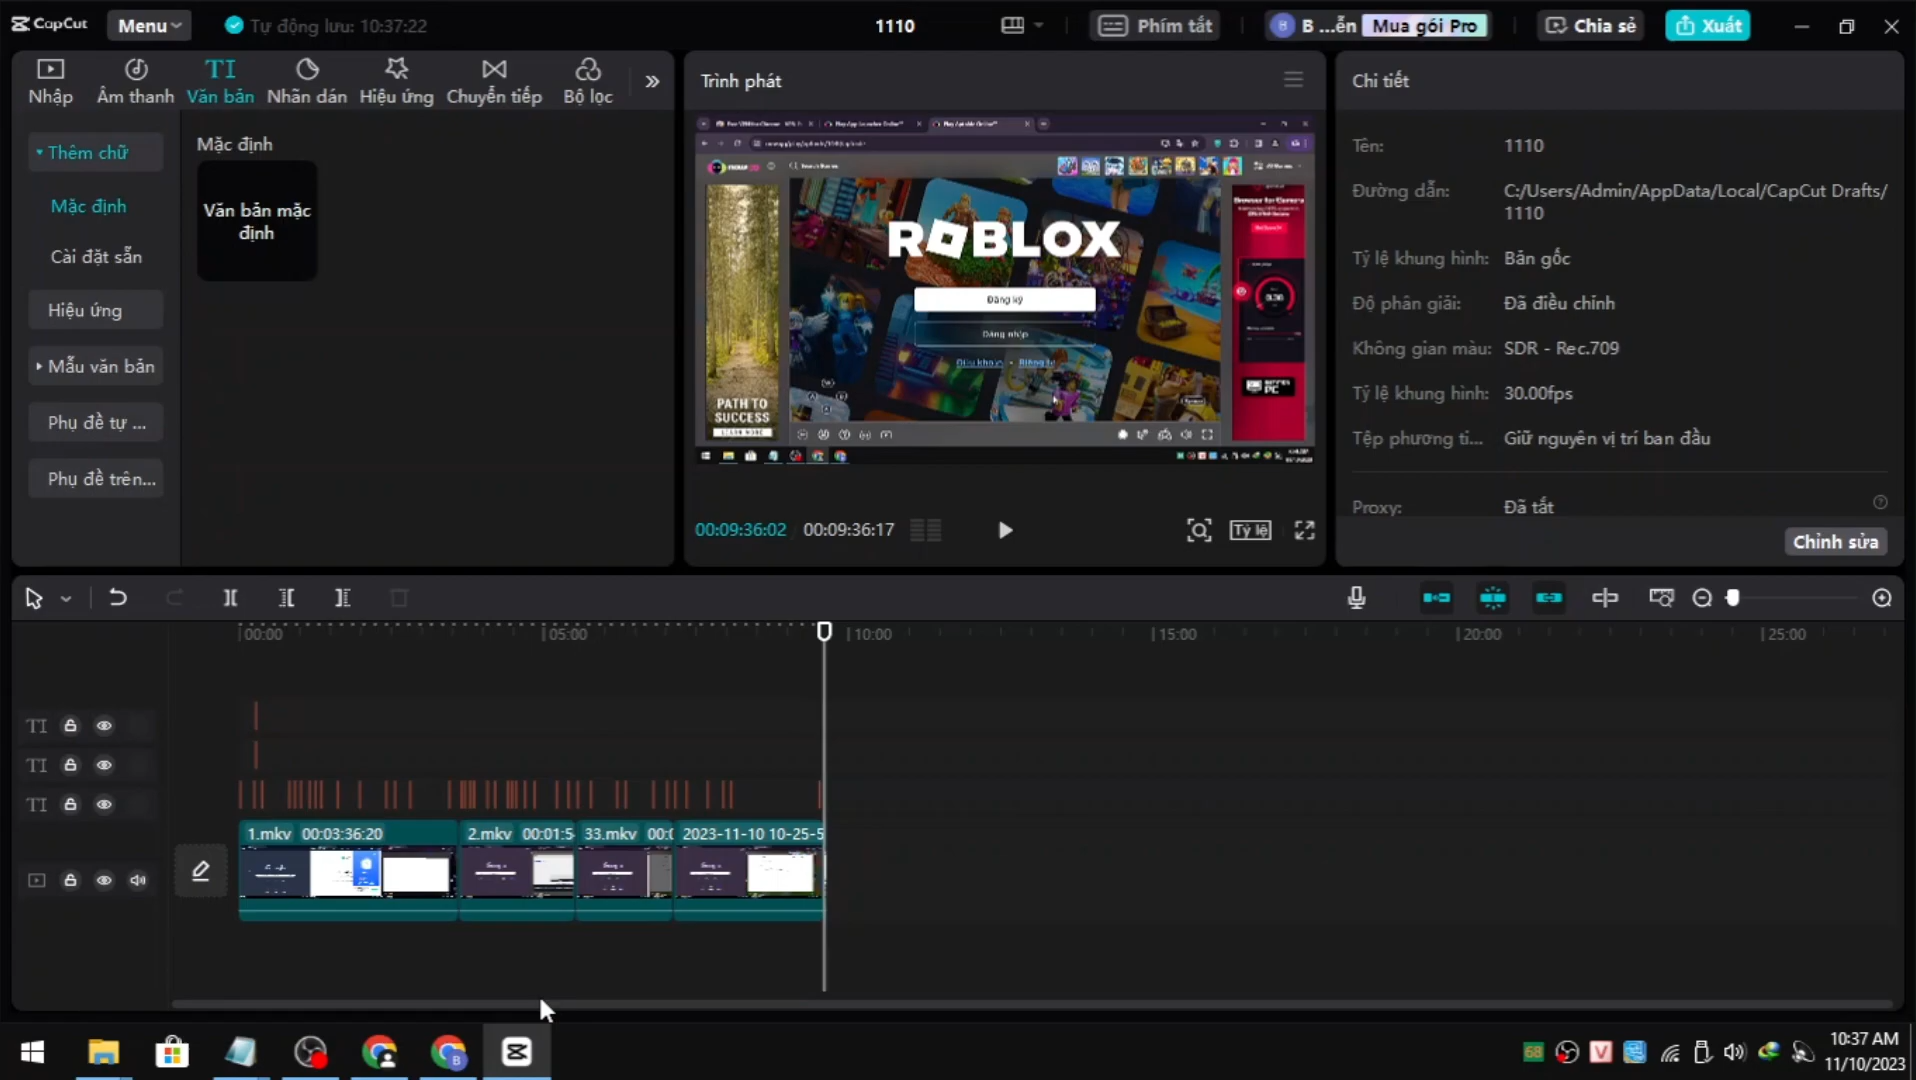 CapCut
Menu
Tự động lưu: 10:37:22
1110
Phím tắt
B
B ...ễn
Mua gói Pro
Chia sẻ
Xuất
Nhập
Âm thanh
TI
Văn bản
Nhãn dán
Hiệu ứng
Chuyển tiếp
Bộ lọc
Thêm chữ
Mặc định
Cài đặt sẵn
Hiệu ứng
Mẫu văn bản
Phụ đề tự ...
Phụ đề trên...
Mặc định
Văn bản mặc
định
Trình phát
ROBLOX
Đăng ký
Đăng nhập
PATH TO
SUCCESS
LEARN MORE
PC
00:09:36:02 / 00:09:36:17
Tỷ lệ
Chi tiết
Tên: 1110
Đường dẫn: C:/Users/Admin/AppData/Local/CapCut Drafts/
1110
Tỷ lệ khung hình: Bản gốc
Độ phân giải: Đã điều chỉnh
Không gian màu: SDR - Rec.709
Tỷ lệ khung hình: 30.00fps
Tệp phương ti... Giữ nguyên vị trí ban đầu
Proxy: Đã tắt
Chỉnh sửa
00:00 05:00 10:00 15:00 20:00 25:00
TI
TI
TI
1.mkv 00:03:36:20
2.mkv 00:01:5
33.mkv 00:0
2023-11-10 10-25-5
B
68
V
10:37 AM
11/10/2023